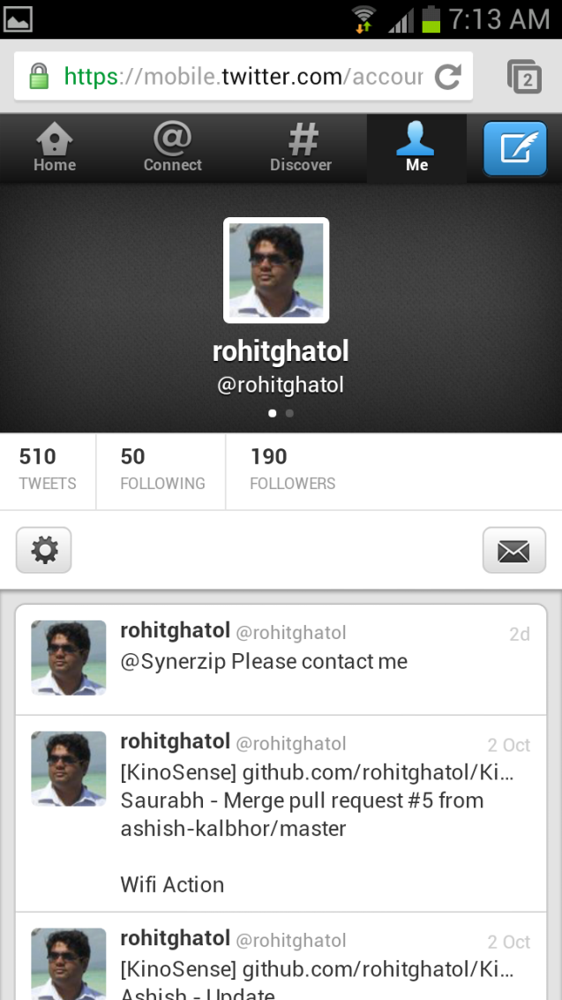 7:13 AM
https://mobile.twitter.com/accour
2
Home
Connect
Discover
Me
rohitghatol
@rohitghatol
510
50
190
TWEETS
FOLLOWING
FOLLOWERS
rohitghatol @rohitghatol 2d
@Synerzip Please contact me
rohitghatol @rohitghatol 2 Oct
[KinoSense] github.com/rohitghatol/Ki...
Saurabh - Merge pull request #5 from
ashish-kalbhor/master
Wifi Action
rohitghatol @rohitghatol 2 Oct
[KinoSense] github.com/rohitghatol/Ki...
Ashish - Update